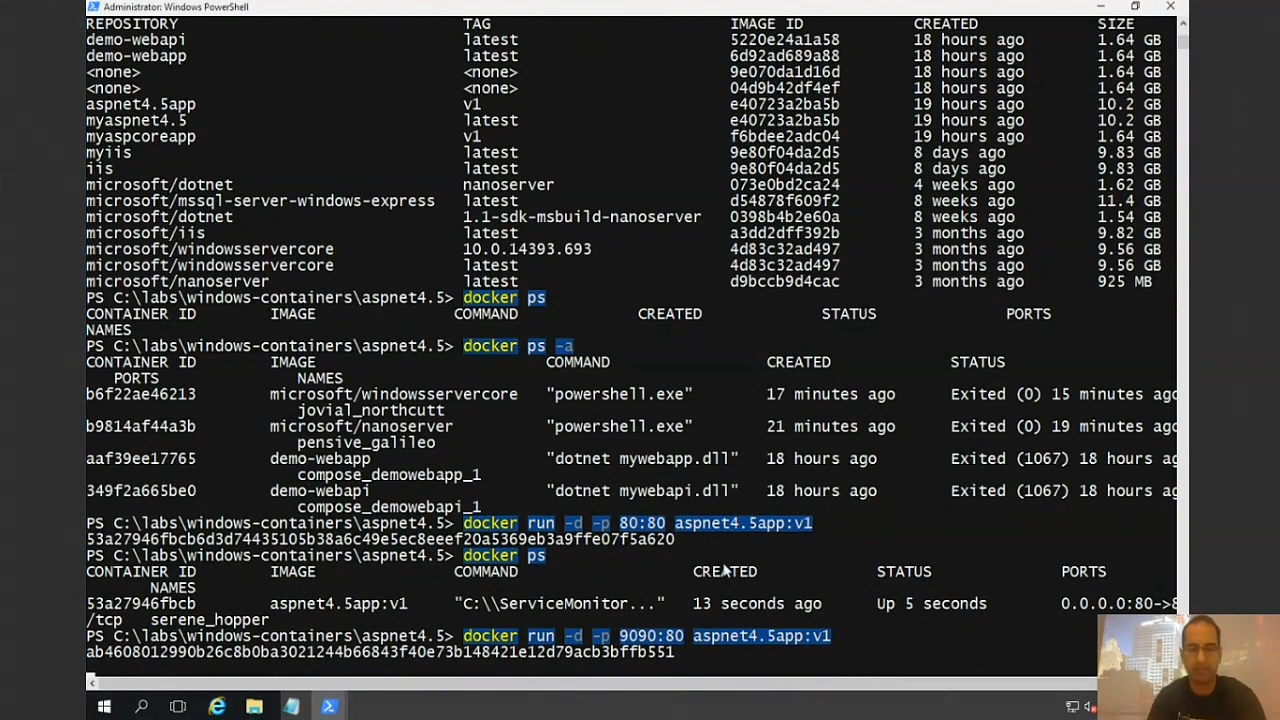 Administrator: Windows PowerShell
REPOSITORY TAG IMAGE ID CREATED SIZE
demo-webapi latest 5220e24a1a58 18 hours ago 1.64 GB
demo-webapp latest 6d92ad689a88 18 hours ago 1.64 GB
<none> <none> 9e070da1d16d 18 hours ago 1.64 GB
<none> <none> 04d9b42df4ef 18 hours ago 1.64 GB
aspnet4.5app v1 e40723a2ba5b 19 hours ago 10.2 GB
myaspnet4.5 latest e40723a2ba5b 19 hours ago 10.2 GB
myaspcoreapp v1 f6bdee2adc04 19 hours ago 1.64 GB
myiis latest 9e80f04da2d5 8 days ago 9.83 GB
iis latest 9e80f04da2d5 8 days ago 9.83 GB
microsoft/dotnet nanoserver 073e0bd2ca24 4 weeks ago 1.62 GB
microsoft/mssql-server-windows-express latest d54878f609f2 8 weeks ago 11.4 GB
microsoft/dotnet 1.1-sdk-msbuild-nanoserver 0398b4b2e60a 8 weeks ago 1.54 GB
microsoft/iis latest a3dd2dff392b 3 months ago 9.82 GB
microsoft/windowsservercore 10.0.14393.693 4d83c32ad497 3 months ago 9.56 GB
microsoft/windowsservercore latest 4d83c32ad497 3 months ago 9.56 GB
microsoft/nanoserver latest d9bccb9d4cac 3 months ago 925 MB
PS C:\labs\windows-containers\aspnet4.5> docker ps
CONTAINER ID IMAGE COMMAND CREATED STATUS PORTS
NAMES
PS C:\labs\windows-containers\aspnet4.5> docker ps -a
CONTAINER ID IMAGE COMMAND CREATED STATUS
PORTS NAMES
b6f22ae46213 microsoft/windowsservercore "powershell.exe" 17 minutes ago Exited (0) 15 minutes ago
jovial_northcutt
b9814af44a3b microsoft/nanoserver "powershell.exe" 21 minutes ago Exited (0) 19 minutes ago
pensive_galileo
aaf39ee17765 demo-webapp "dotnet mywebapp.dll" 18 hours ago Exited (1067) 18 hours ag
compose_demowebapp_1
349f2a665be0 demo-webapi "dotnet mywebapi.dll" 18 hours ago Exited (1067) 18 hours ag
compose_demowebapi_1
PS C:\labs\windows-containers\aspnet4.5> docker run -d -p 80:80 aspnet4.5app:v1
53a27946fbcb6d3d74435105b38a6c49e5ec8eeef20a5369eb3a9ffe07f5a620
PS C:\labs\windows-containers\aspnet4.5> docker ps
CONTAINER ID IMAGE COMMAND CREATED STATUS PORTS
NAMES
53a27946fbcb aspnet4.5app:v1 "C:\\ServiceMonitor..." 13 seconds ago Up 5 seconds 0.0.0.0:80->8
/tcp serene_hopper
PS C:\labs\windows-containers\aspnet4.5> docker run -d -p 9090:80 aspnet4.5app:v1
ab4608012990b26c8b0ba3021244b66843f40e73b148421e12d79acb3bffb551